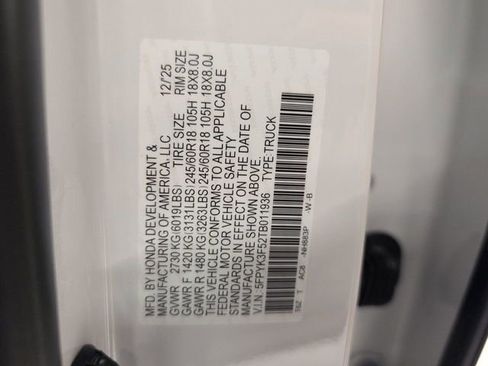 MFD. BY HONDA DEVELOPMENT &
MANUFACTURING OF AMERICA, LLC 12/25
GVWR 2730 KG(6019LBS) TIRE SIZE RIM SIZE
GAWR F 1420 KG(3131LBS) 245/60R18 105H 18X8.0J
GAWR R 1480 KG(3263LBS) 245/60R18 105H 18X8.0J
THIS VEHICLE CONFORMS TO ALL APPLICABLE
FEDERAL MOTOR VEHICLE SAFETY
STANDARDS IN EFFECT ON THE DATE OF
MANUFACTURE SHOWN ABOVE.
V.I.N.: 5FPYK3F52TB011936 TYPE:TRUCK
T6Z T AC8 -NH883P -W -B